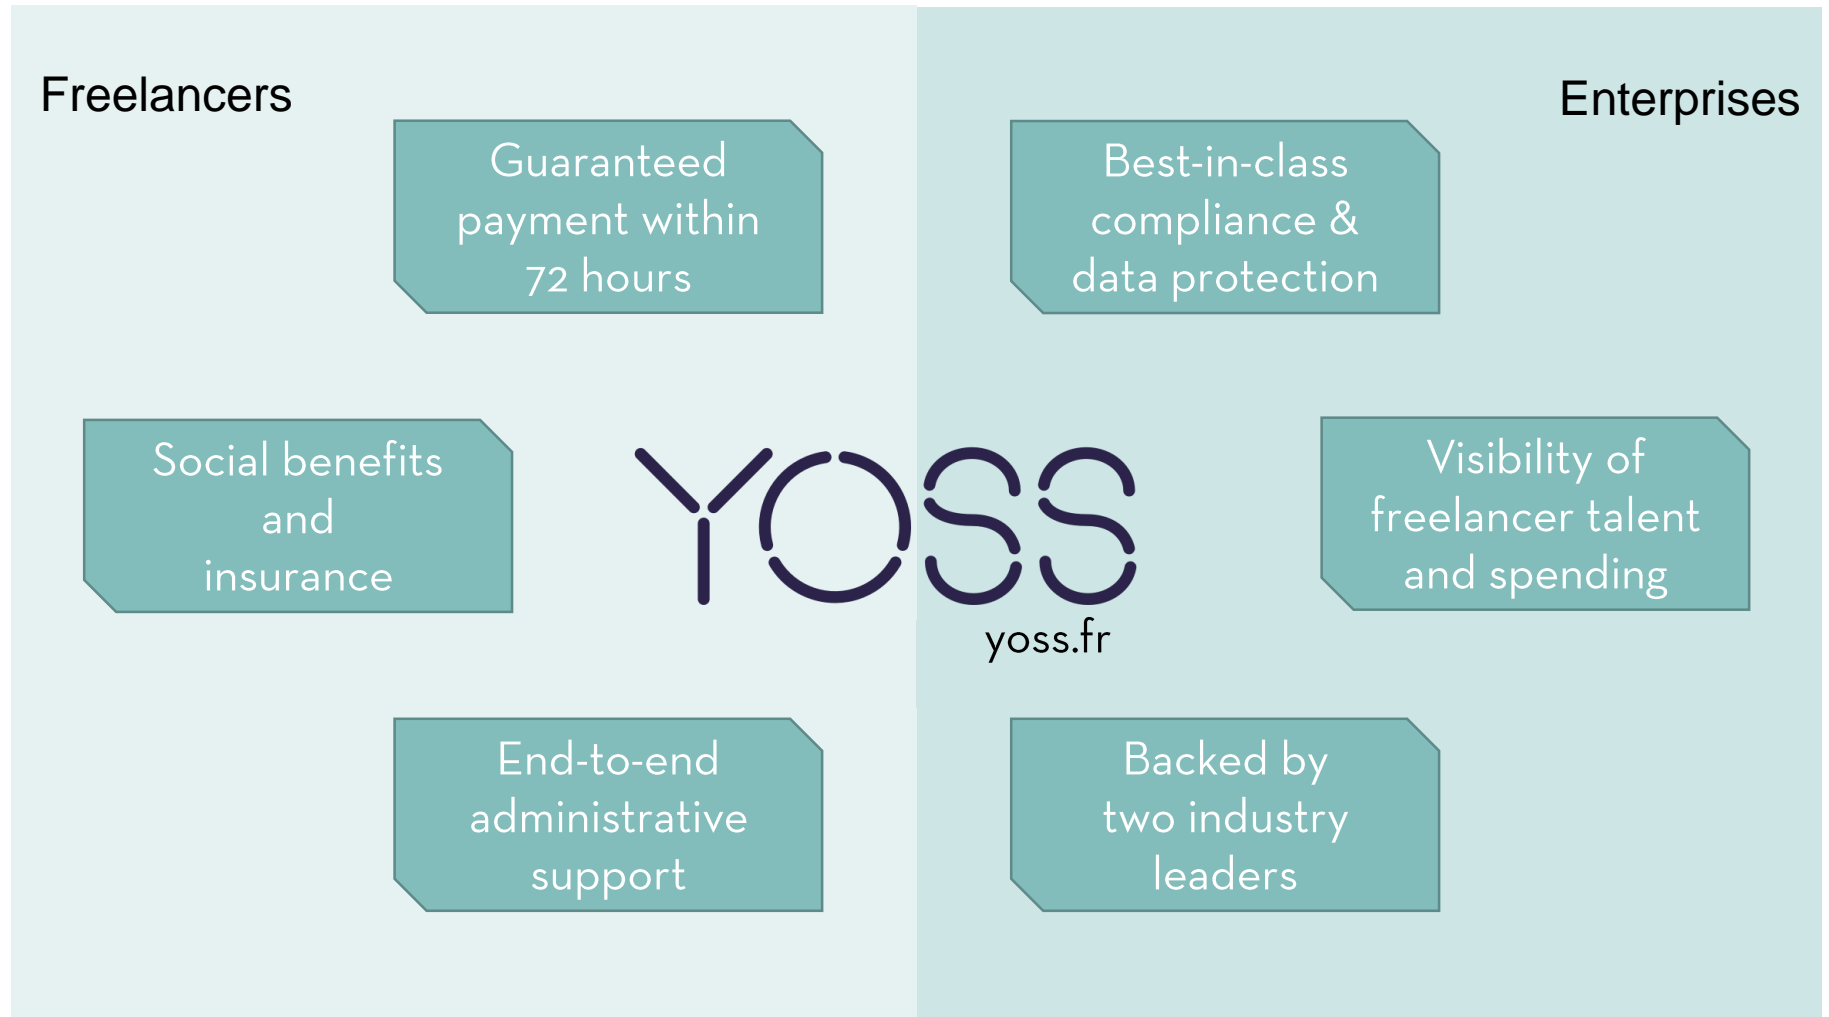 Freelancers
Guaranteed
payment within
72 hours
Social benefits
and
insurance
End-to-end
administrative
support
YOSS
yoss.fr
Enterprises
Best-in-class
compliance &
data protection
Visibility of
freelancer talent
and spending
Backed by
two industry
leaders